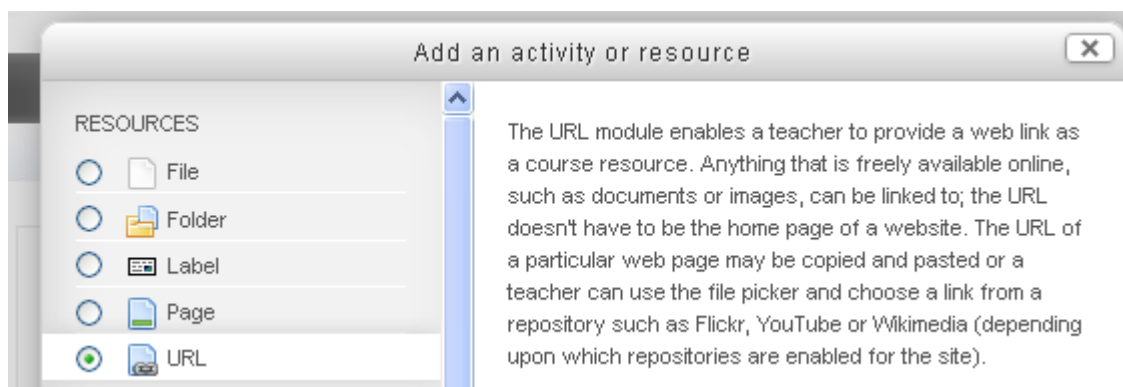 Add an activity or resource
RESOURCES
File
Folder
Label
Page
URL
The URL module enables a teacher to provide a web link as
a course resource. Anything that is freely available online,
such as documents or images, can be linked to; the URL
doesn't have to be the home page of a website. The URL of
a particular web page may be copied and pasted or a
teacher can use the file picker and choose a link from a
repository such as Flickr, YouTube or Wikimedia (depending
upon which repositories are enabled for the site).